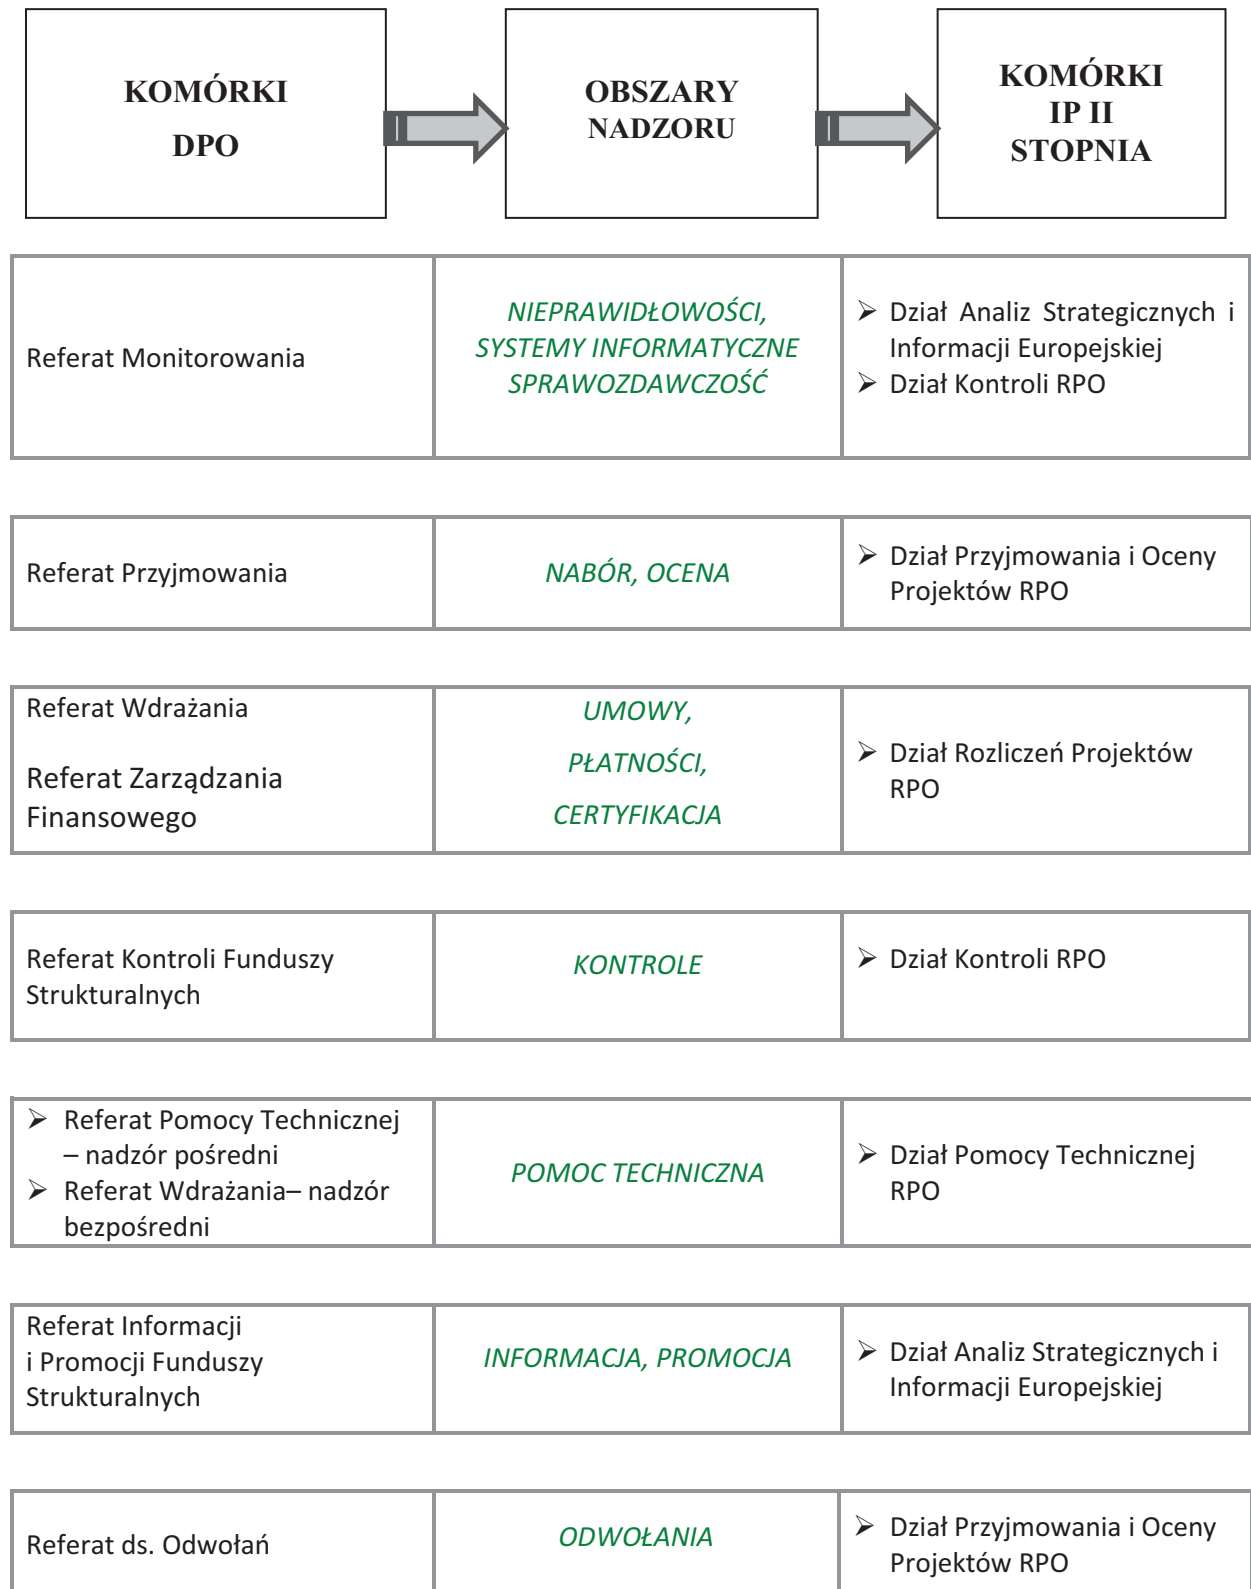 KOMÓRKI
DPO
OBSZARY
NADZORU
KOMÓRKI
IP II
STOPNIA
Referat Monitorowania
NIEPRAWIDŁOWOŚCI,
SYSTEMY INFORMATYCZNE
SPRAWOZDAWCZOŚĆ
➢ Dział Analiz Strategicznych i
Informacji Europejskiej
➢ Dział Kontroli RPO
Referat Przyjmowania
NABÓR, OCENA
➢ Dział Przyjmowania i Oceny
Projektów RPO
Referat Wdrażania
Referat Zarządzania
Finansowego
UMOWY,
PŁATNOŚCI,
CERTYFIKACJA
➢ Dział Rozliczeń Projektów
RPO
Referat Kontroli Funduszy
Strukturalnych
KONTROLE
➢ Dział Kontroli RPO
➢ Referat Pomocy Technicznej
– nadzór pośredni
➢ Referat Wdrażania– nadzór
bezpośredni
POMOC TECHNICZNA
➢ Dział Pomocy Technicznej
RPO
Referat Informacji
i Promocji Funduszy
Strukturalnych
INFORMACJA, PROMOCJA
➢ Dział Analiz Strategicznych i
Informacji Europejskiej
Referat ds. Odwołań
ODWOŁANIA
➢ Dział Przyjmowania i Oceny
Projektów RPO